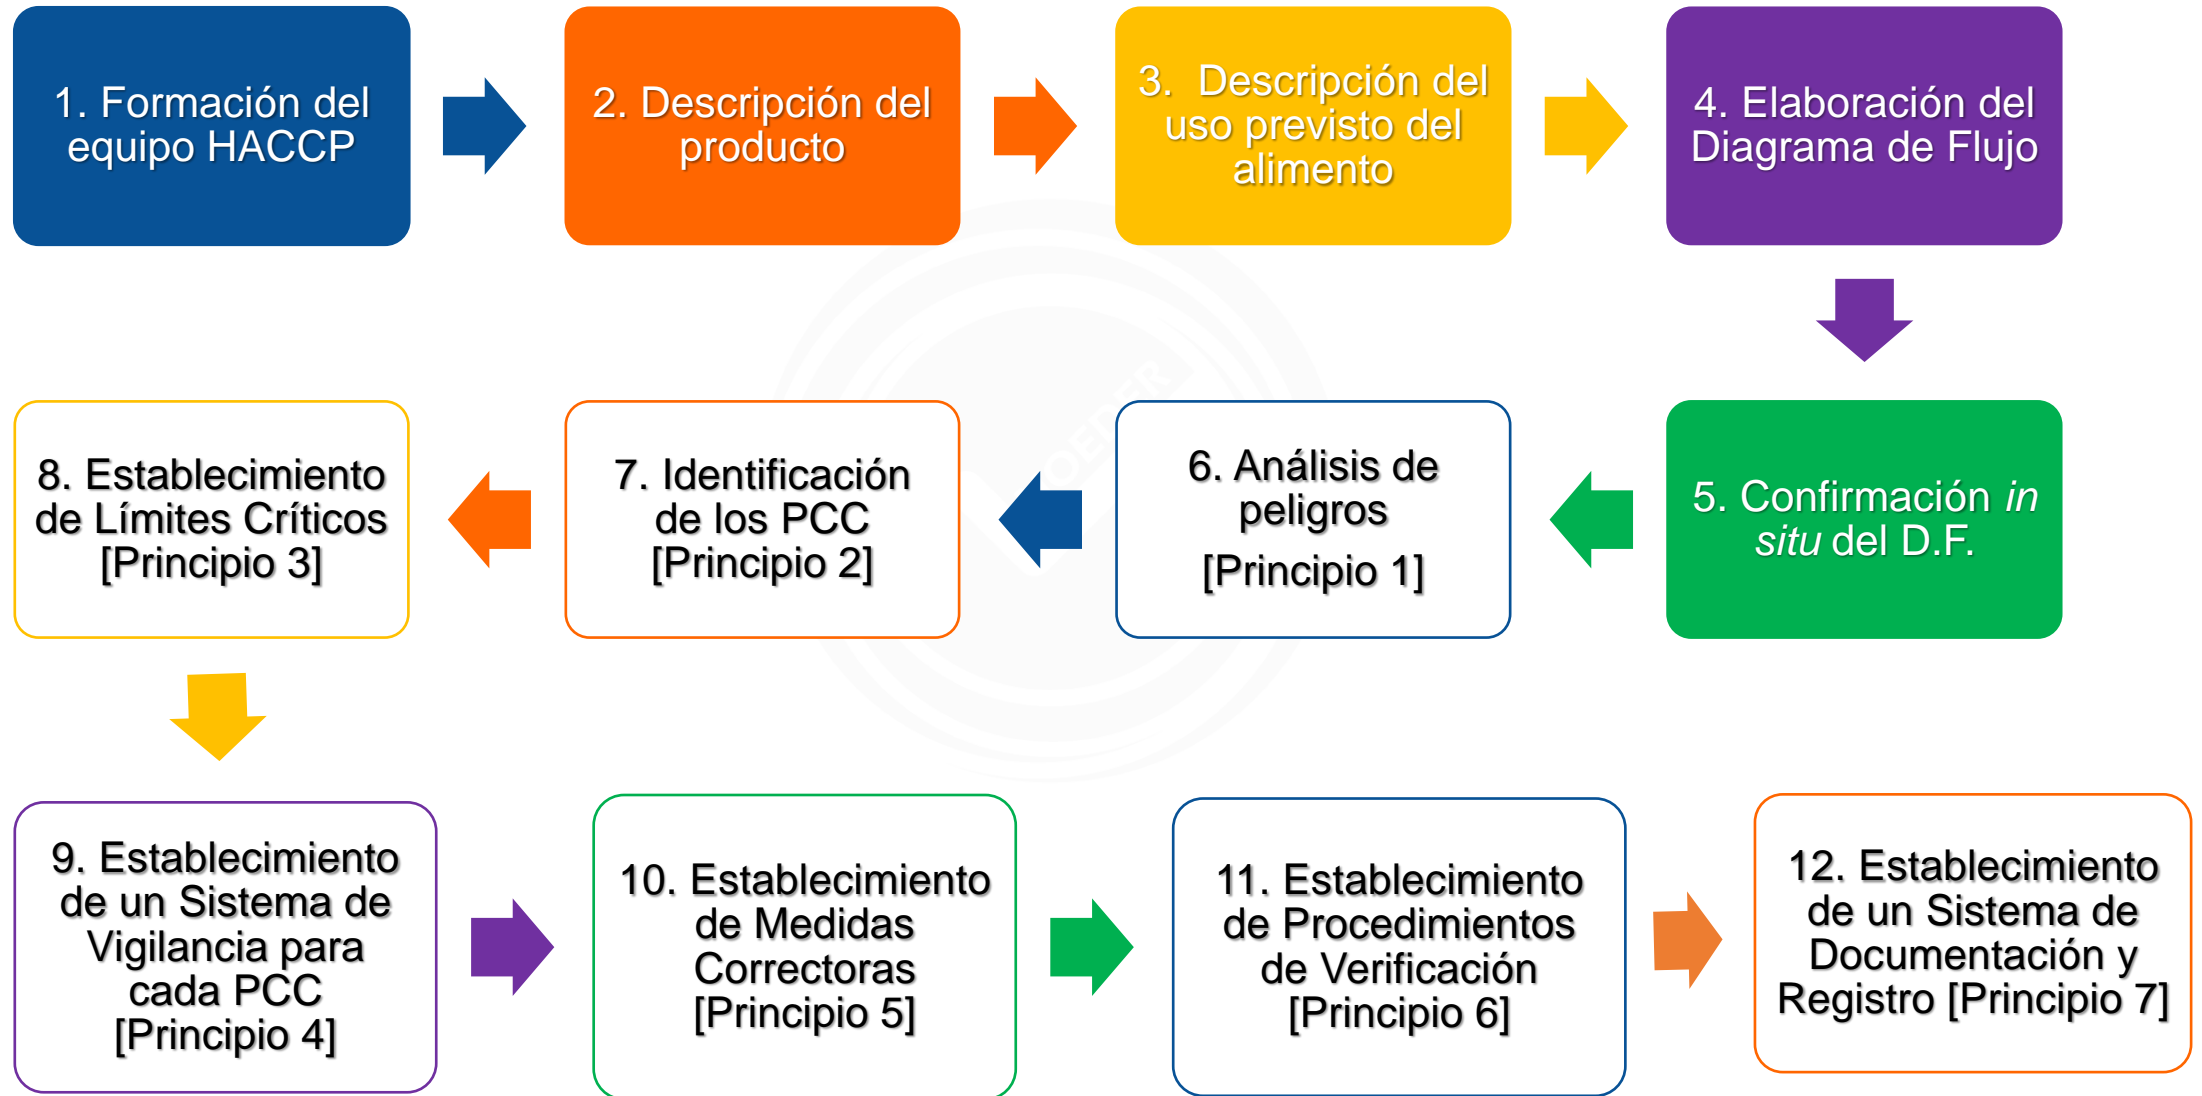 1. Formación del
equipo HACCP
2. Descripción del
producto
3. Descripción del
uso previsto del
alimento
4. Elaboración del
Diagrama de Flujo
5. Confirmación in
situ del D.F.
6. Análisis de
peligros
[Principio 1]
7. Identificación
de los PCC
[Principio 2]
8. Establecimiento
de Límites Críticos
[Principio 3]
9. Establecimiento
de un Sistema de
Vigilancia para
cada PCC
[Principio 4]
10. Establecimiento
de Medidas
Correctoras
[Principio 5]
11. Establecimiento
de Procedimientos
de Verificación
[Principio 6]
12. Establecimiento
de un Sistema de
Documentación y
Registro [Principio 7]